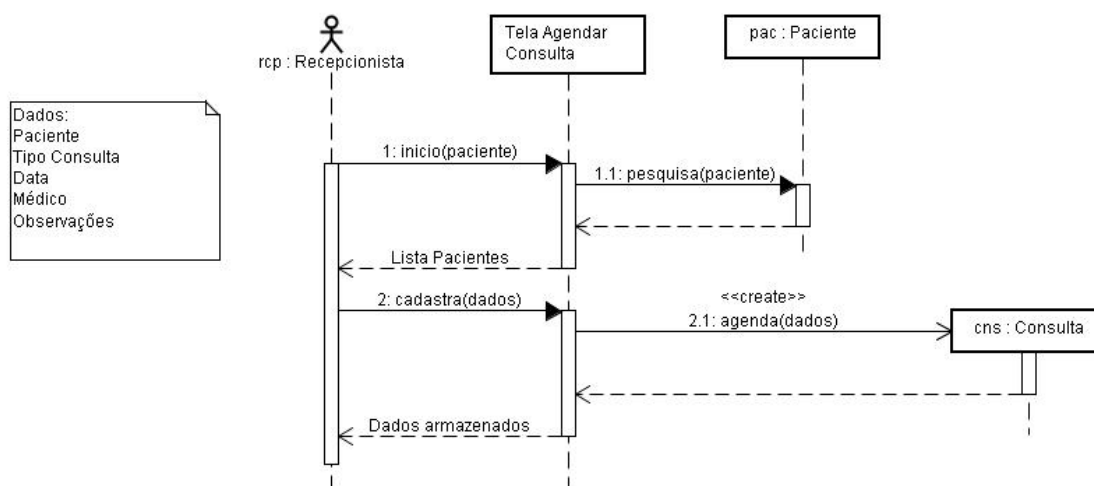 rcp : Recepcionista
Tela Agendar
Consulta
pac : Paciente
Dados:
Paciente
Tipo Consulta
Data
Médico
Observações
1: inicio(paciente)
1.1: pesquisa(paciente)
Lista Pacientes
2: cadastra(dados)
<<create>>
2.1: agenda(dados)
cns : Consulta
Dados armazenados